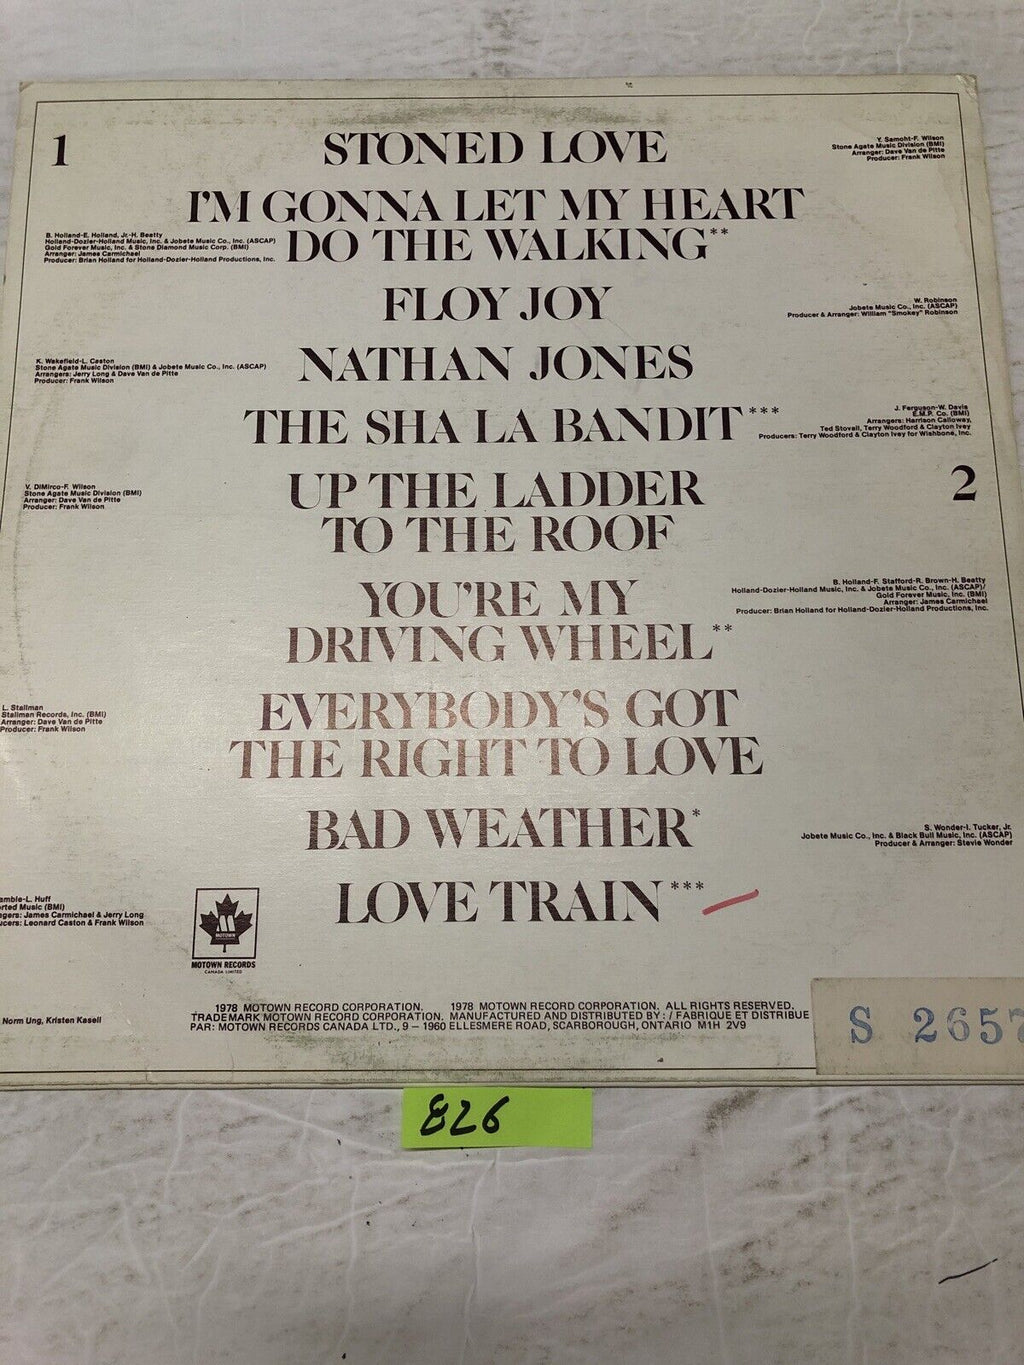 1
STONED LOVE
Y. Samoht-F. Wilson
Stone Agate Music Division (BMI)
Arranger: Dave Van de Pitte
Producer: Frank Wilson
I'M GONNA LET MY HEART
DO THE WALKING**
B. Holland-E. Holland, Jr.-H. Beatty
Holland-Dozier-Holland Music, Inc. & Jobete Music Co., Inc. (ASCAP)
Gold Forever Music, Inc. & Stone Diamond Music Corp. (BMI)
Arranger: James Carmichael
Producer: Brian Holland for Holland-Dozier-Holland Productions, Inc.
FLOY JOY
W. Robinson
Jobete Music Co., Inc. (ASCAP)
Producer & Arranger: William "Smokey" Robinson
K. Wakefield-L. Caston
Stone Agate Music Division (BMI) & Jobete Music Co., Inc. (ASCAP)
Arrangers: Jerry Long & Dave Van de Pitte
Producer: Frank Wilson
NATHAN JONES
THE SHA LA BANDIT***
J. Ferguson-W. Davis
E.M.P. Co. (BMI)
Arrangers: Harrison Calloway,
Ted Stovall, Terry Woodford & Clayton Ivey
Producers: Terry Woodford & Clayton Ivey for Wishbone, Inc.
2
V. DiMirco-F. Wilson
Stone Agate Music Division (BMI)
Arranger: Dave Van de Pitte
Producer: Frank Wilson
UP THE LADDER
TO THE ROOF
YOU'RE MY
DRIVING WHEEL**
B. Holland-F. Stafford-R. Brown-H. Beatty
Holland-Dozier-Holland Music, Inc. & Jobete Music Co., Inc. (ASCAP)/
Gold Forever Music, Inc. (BMI)
Arranger: James Carmichael
Producer: Brian Holland for Holland-Dozier-Holland Productions, Inc.
L. Stallman
Stallman Records, Inc. (BMI)
Arranger: Dave Van de Pitte
Producer: Frank Wilson
EVERYBODY'S GOT
THE RIGHT TO LOVE
BAD WEATHER*
S. Wonder-I. Tucker, Jr.
Jobete Music Co., Inc. & Black Bull Music, Inc. (ASCAP)
Producer & Arranger: Stevie Wonder
LOVE TRAIN***
amble-L. Huff
rted Music (BMI)
gers: James Carmichael & Jerry Long
ucers: Leonard Caston & Frank Wilson
M
MOTOWN
MOTOWN RECORDS
CANADA LIMITED
Norm Ung, Kristen Kasell
1978 MOTOWN RECORD CORPORATION. 1978 MOTOWN RECORD CORPORATION. ALL RIGHTS RESERVED.
TRADEMARK MOTOWN RECORD CORPORATION. MANUFACTURED AND DISTRIBUTED BY: / FABRIQUE ET DISTRIBUE
PAR: MOTOWN RECORDS CANADA LTD., 9 – 1960 ELLESMERE ROAD, SCARBOROUGH, ONTARIO M1H 2V9
S 2657
826